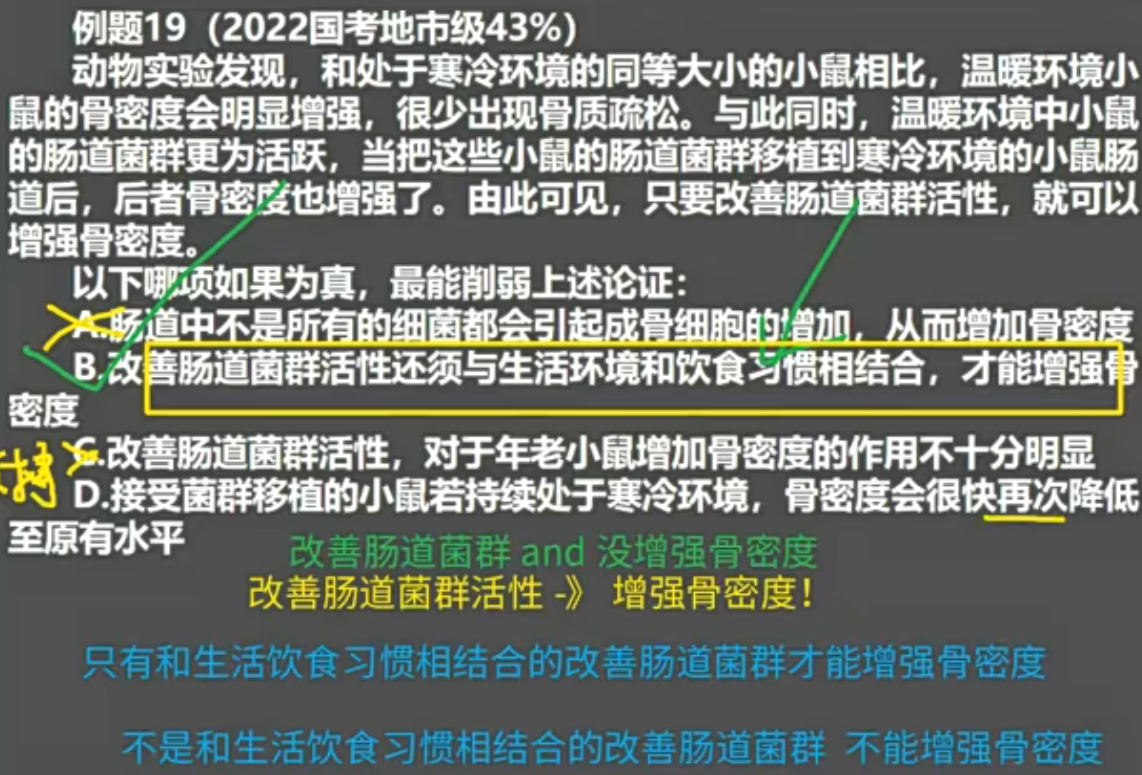 例题19（2022国考地市级43%）
动物实验发现，和处于寒冷环境的同等大小的小鼠相比，温暖环境小
鼠的骨密度会明显增强，很少出现骨质疏松。与此同时，温暖环境中小鼠
的肠道菌群更为活跃，当把这些小鼠的肠道菌群移植到寒冷环境的小鼠肠
道后，后者骨密度也增强了。由此可见，只要改善肠道菌群活性，就可以
增强骨密度。
以下哪项如果为真，最能削弱上述论证：
A.肠道中不是所有的细菌都会引起成骨细胞的增加，从而增加骨密度
B.改善肠道菌群活性还须与生活环境和饮食习惯相结合，才能增强骨
密度
C.改善肠道菌群活性，对于年老小鼠增加骨密度的作用不十分明显
D.接受菌群移植的小鼠若持续处于寒冷环境，骨密度会很快再次降低
至原有水平
改善肠道菌群 and 没增强骨密度
改善肠道菌群活性 -》 增强骨密度！
只有和生活饮食习惯相结合的改善肠道菌群才能增强骨密度
不是和生活饮食习惯相结合的改善肠道菌群 不能增强骨密度